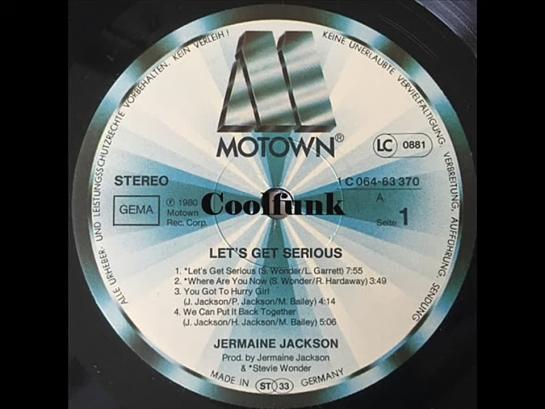 ALLE URHEBER- UND LEISTUNGSSCHUTZRECHTE VORBEHALTEN. KEIN VERLEIH!
KEINE UNERLAUBTE VERVIELFÄLTIGUNG, VERBREITUNG, AUFFÜHRUNG, SENDUNG
MOTOWN®
LC 0881
STEREO
1 C 064-63 370
GEMA
℗ 1980
Motown
Rec. Corp.
A
Seite 1
Coolfunk
LET'S GET SERIOUS
1. *Let's Get Serious (S. Wonder/L. Garrett) 7:55
2. *Where Are You Now (S. Wonder/R. Hardaway) 3:49
3. You Got To Hurry Girl
(J. Jackson/P. Jackson/M. Bailey) 4:14
4. We Can Put It Back Together
(J. Jackson/H. Jackson/M. Bailey) 5:06
JERMAINE JACKSON
Prod. by Jermaine Jackson
& *Stevie Wonder
MADE IN GERMANY
ST 33